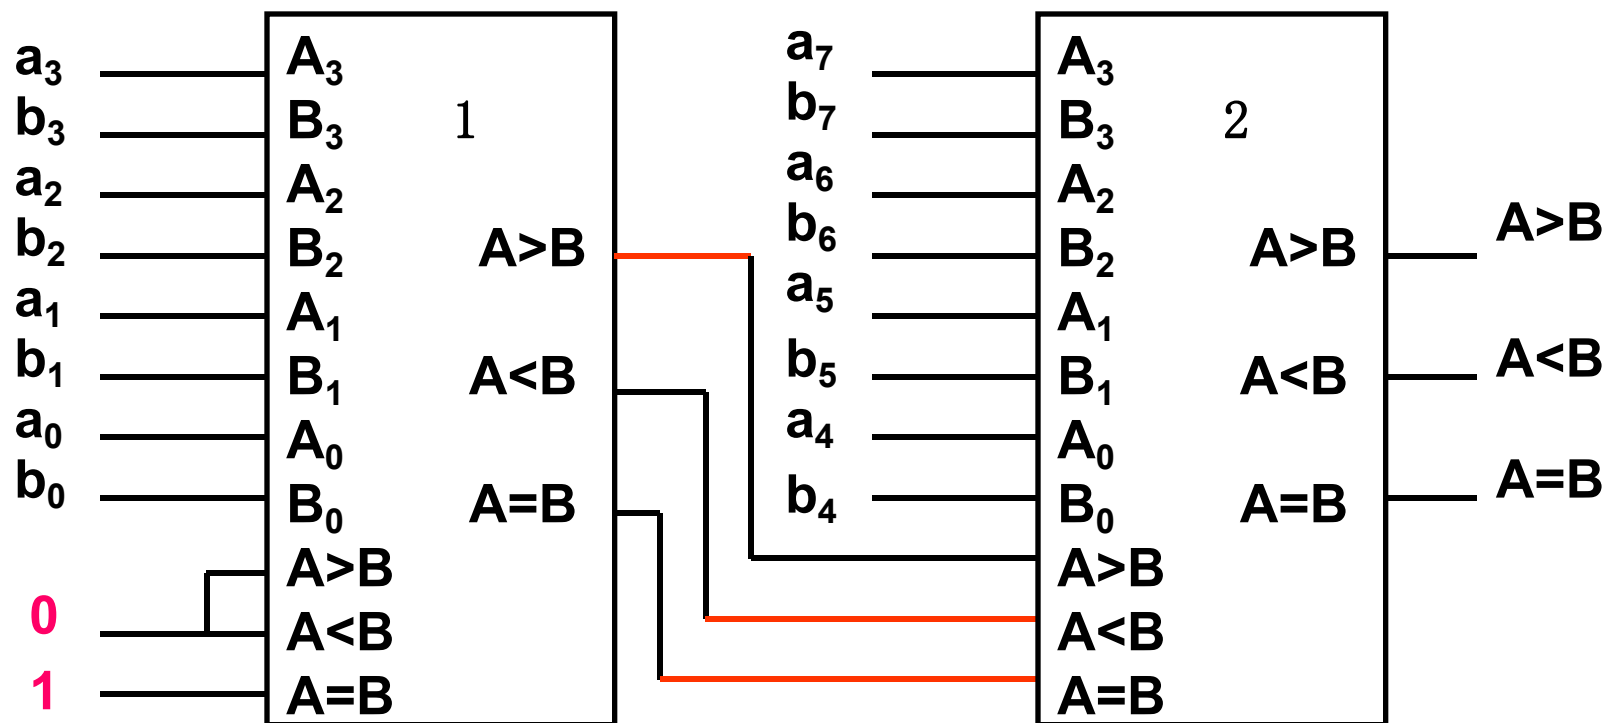 a₃ A₃ a₇ A₃
b₃ B₃ 1 b₇ B₃ 2
a₂ A₂ a₆ A₂
b₂ B₂ A>B b₆ B₂ A>B A>B
a₁ A₁ a₅ A₁
b₁ B₁ A<B b₅ B₁ A<B A<B
a₀ A₀ a₄ A₀
b₀ B₀ A=B b₄ B₀ A=B A=B
A>B A>B
0 A<B A<B
1 A=B A=B